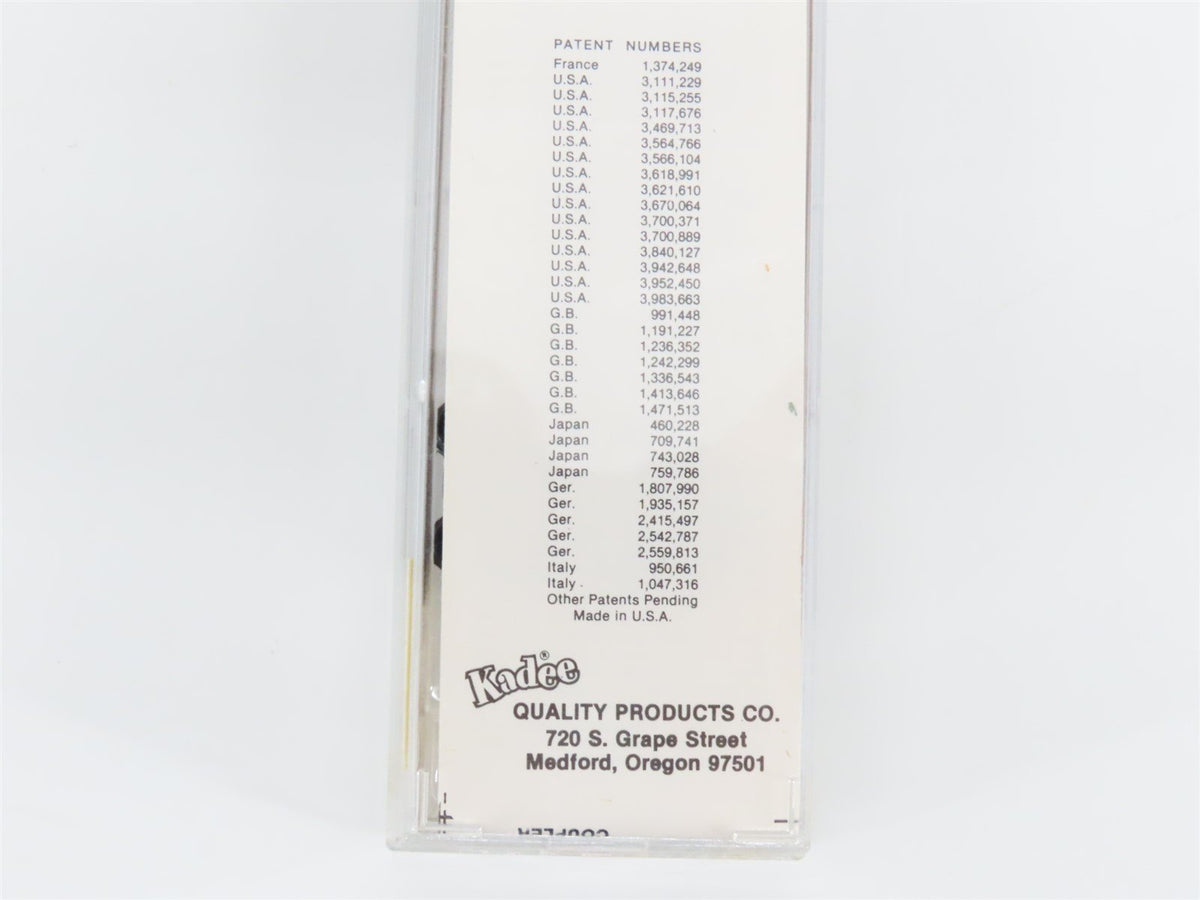 PATENT NUMBERS
France 1,374,249
U.S.A. 3,111,229
U.S.A. 3,115,255
U.S.A. 3,117,676
U.S.A. 3,469,713
U.S.A. 3,564,766
U.S.A. 3,566,104
U.S.A. 3,618,991
U.S.A. 3,621,610
U.S.A. 3,670,064
U.S.A. 3,700,371
U.S.A. 3,700,889
U.S.A. 3,840,127
U.S.A. 3,942,648
U.S.A. 3,952,450
U.S.A. 3,983,663
G.B. 991,448
G.B. 1,191,227
G.B. 1,236,352
G.B. 1,242,299
G.B. 1,336,543
G.B. 1,413,646
G.B. 1,471,513
Japan 460,228
Japan 709,741
Japan 743,028
Japan 759,786
Ger. 1,807,990
Ger. 1,935,157
Ger. 2,415,497
Ger. 2,542,787
Ger. 2,559,813
Italy 950,661
Italy 1,047,316
Other Patents Pending
Made in U.S.A.
Kadee®
QUALITY PRODUCTS CO.
720 S. Grape Street
Medford, Oregon 97501
COUPLER